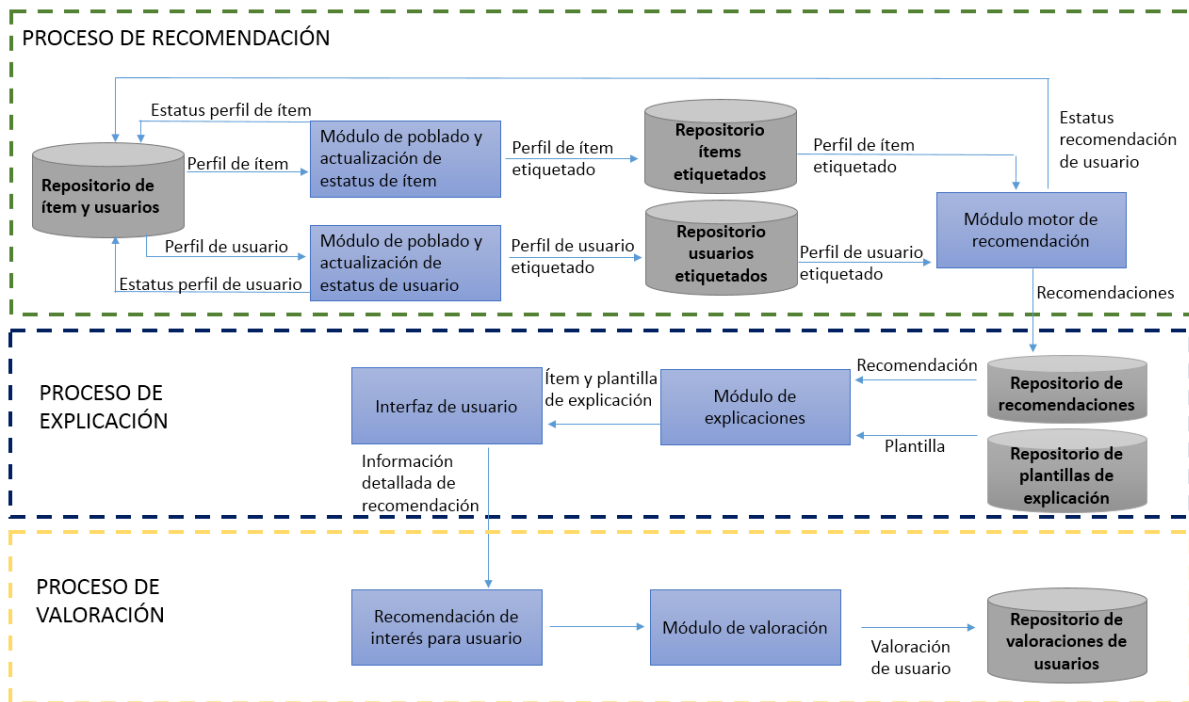 PROCESO DE RECOMENDACIÓN
Estatus perfil de ítem
Estatus
recomendación
de usuario
Repositorio de
ítem y usuarios
Perfil de ítem
Módulo de poblado y
actualización de
estatus de ítem
Perfil de ítem
etiquetado
Repositorio
ítems
etiquetados
Perfil de ítem
etiquetado
Módulo motor de
recomendación
Perfil de usuario
Estatus perfil de usuario
Módulo de poblado y
actualización de
estatus de usuario
Perfil de usuario
etiquetado
Repositorio
usuarios
etiquetados
Perfil de usuario
etiquetado
Recomendaciones
PROCESO DE
EXPLICACIÓN
Interfaz de usuario
Ítem y plantilla
de explicación
Módulo de
explicaciones
Recomendación
Plantilla
Repositorio de
recomendaciones
Repositorio de
plantillas de
explicación
Información
detallada de
recomendación
PROCESO DE
VALORACIÓN
Recomendación de
interés para usuario
Módulo de valoración
Valoración
de usuario
Repositorio de
valoraciones de
usuarios